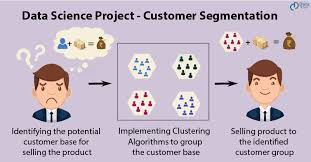 Data Science Project - Customer Segmentation
Identifying the potential
customer base for
selling the product
Implementing Clustering
Algorithms to group
the customer base
Selling product to
the identified
customer group